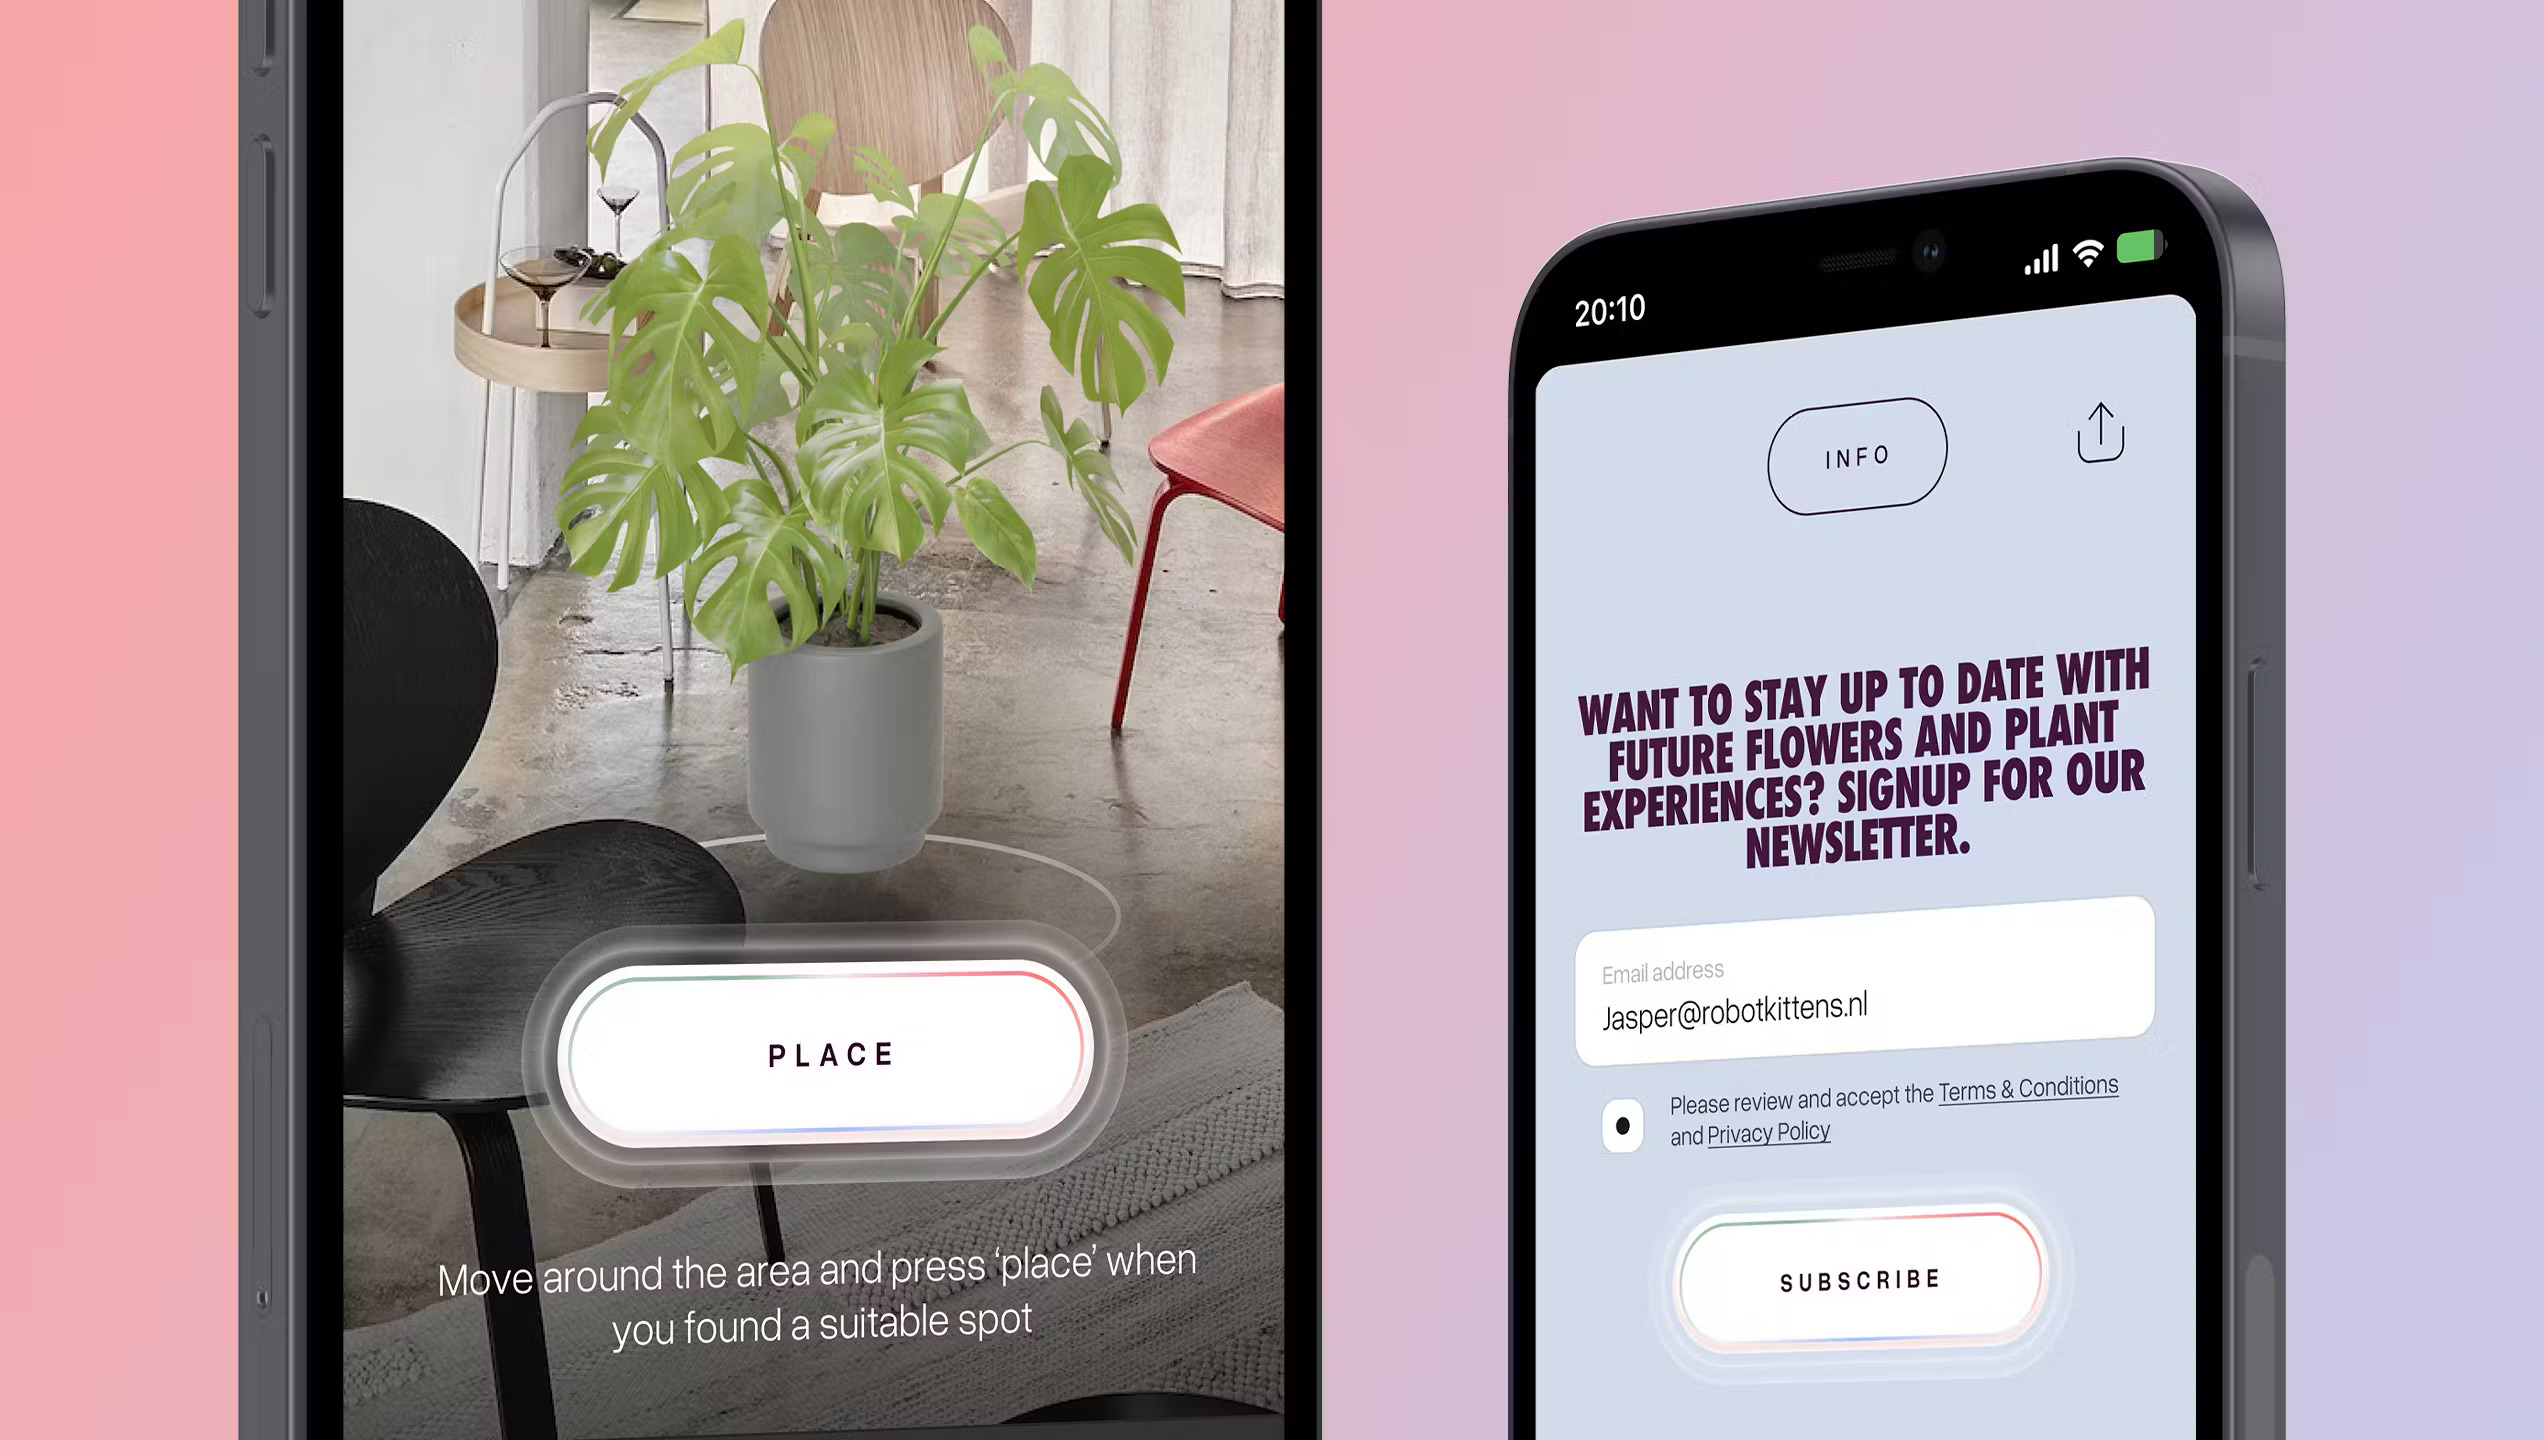 PLACE
Move around the area and press ‘place’ when
you found a suitable spot
20:10
INFO
WANT TO STAY UP TO DATE WITH
FUTURE FLOWERS AND PLANT
EXPERIENCES? SIGNUP FOR OUR
NEWSLETTER.
Email address
Jasper@robotkittens.nl
Please review and accept the Terms & Conditions
and Privacy Policy
SUBSCRIBE